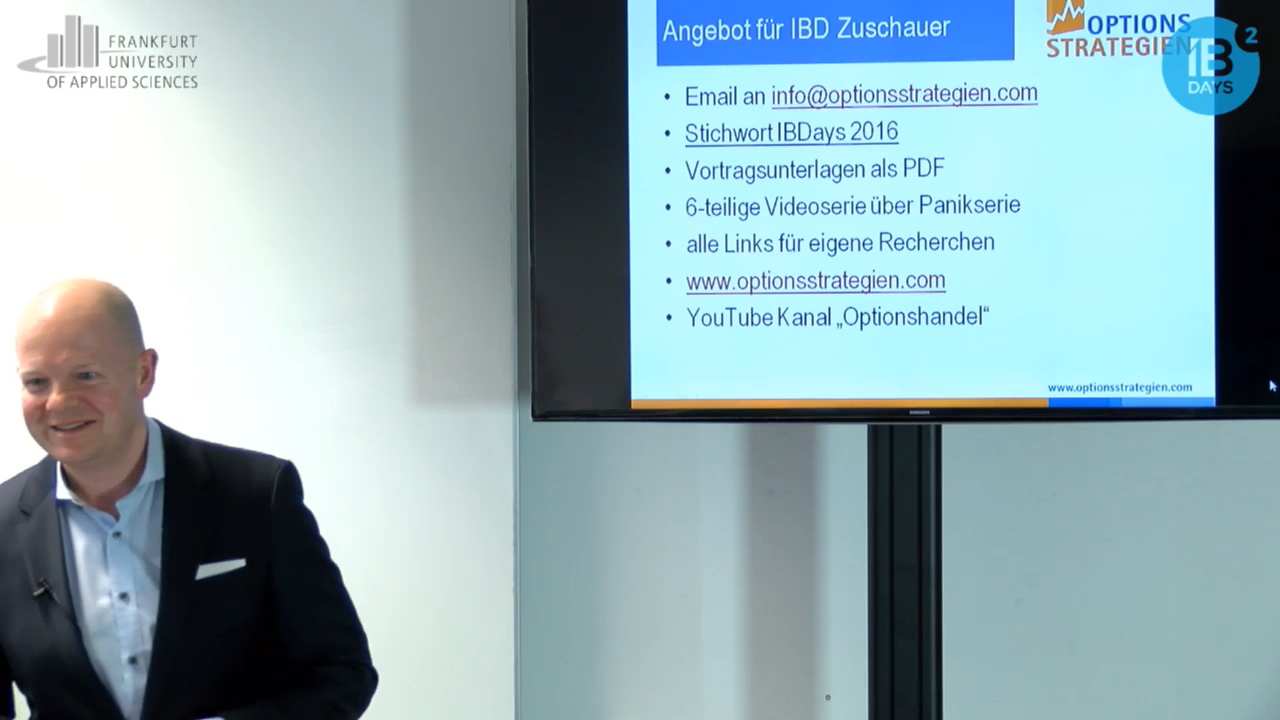 FRANKFURT
UNIVERSITY
OF APPLIED SCIENCES
Angebot für IBD Zuschauer
OPTIONS
STRATEGIEN
IB 2
DAYS
• Email an info@optionsstrategien.com
• Stichwort IBDays 2016
• Vortragsunterlagen als PDF
• 6-teilige Videoserie über Panikserie
• alle Links für eigene Recherchen
• www.optionsstrategien.com
• YouTube Kanal „Optionshandel“
www.optionsstrategien.com
SAMSUNG